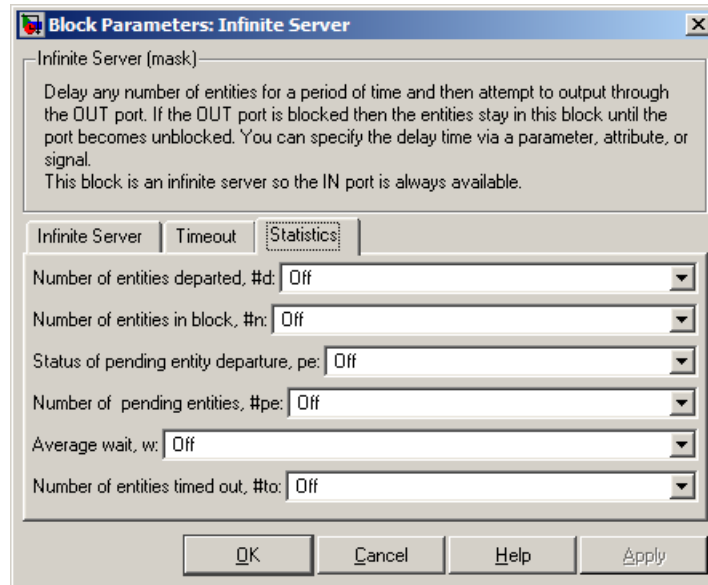 Block Parameters: Infinite Server
Infinite Server (mask)
Delay any number of entities for a period of time and then attempt to output through
the OUT port. If the OUT port is blocked then the entities stay in this block until the
port becomes unblocked. You can specify the delay time via a parameter, attribute, or
signal.
This block is an infinite server so the IN port is always available.
Infinite Server Timeout Statistics
Number of entities departed, #d: Off
Number of entities in block, #n: Off
Status of pending entity departure, pe: Off
Number of  pending entities, #pe: Off
Average wait, w: Off
Number of entities timed out, #to: Off
OK Cancel Help Apply